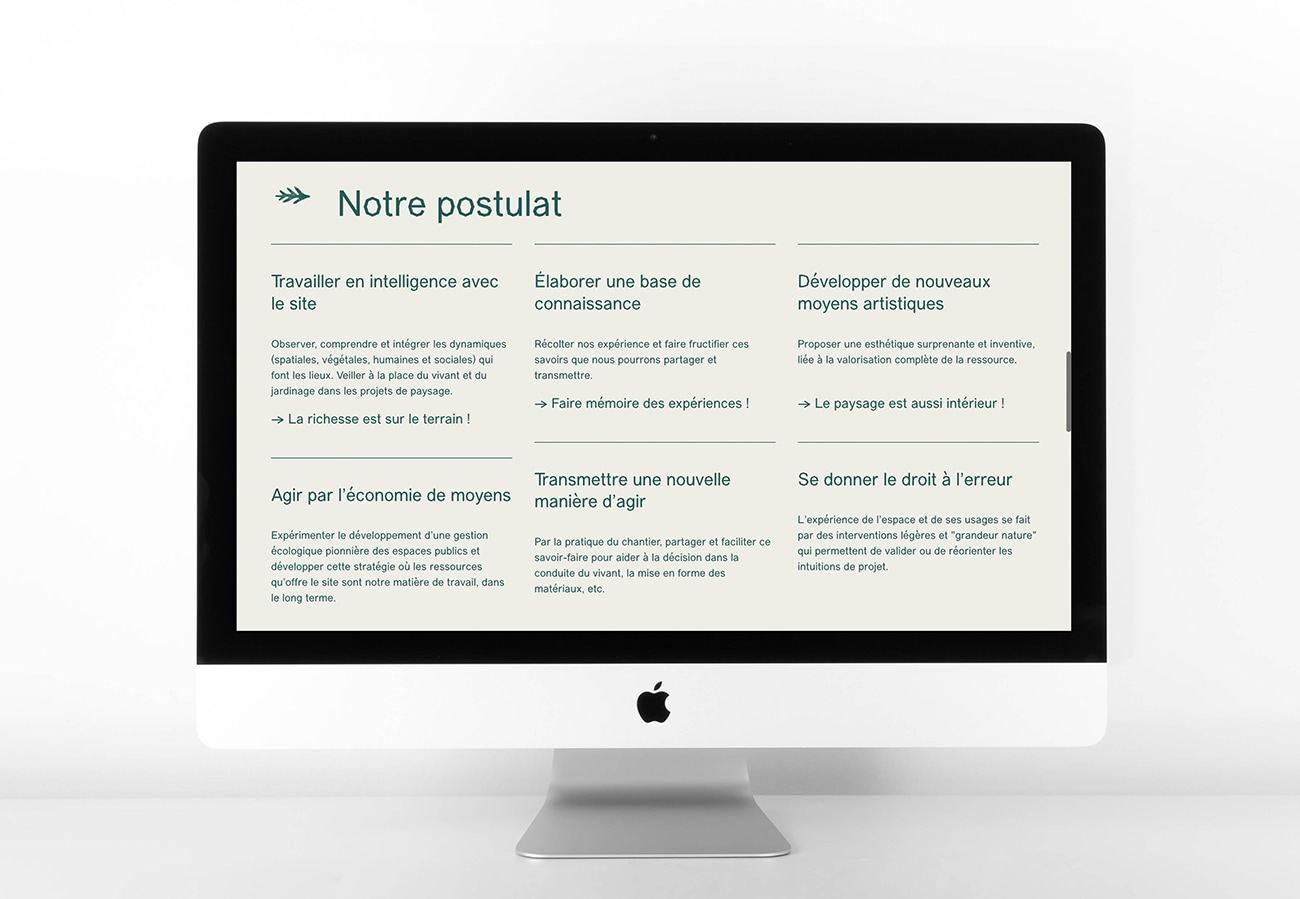 Notre postulat
Travailler en intelligence avec
le site
Observer, comprendre et intégrer les dynamiques
(spatiales, végétales, humaines et sociales) qui
font les lieux. Veiller à la place du vivant et du
jardinage dans les projets de paysage.
→ La richesse est sur le terrain !
Agir par l’économie de moyens
Expérimenter le développement d’une gestion
écologique pionnière des espaces publics et
développer cette stratégie où les ressources
qu’offre le site sont notre matière de travail, dans
le long terme.
Élaborer une base de
connaissance
Récolter nos expérience et faire fructifier ces
savoirs que nous pourrons partager et
transmettre.
→ Faire mémoire des expériences !
Transmettre une nouvelle
manière d’agir
Par la pratique du chantier, partager et faciliter ce
savoir-faire pour aider à la décision dans la
conduite du vivant, la mise en forme des
matériaux, etc.
Développer de nouveaux
moyens artistiques
Proposer une esthétique surprenante et inventive,
liée à la valorisation complète de la ressource.
→ Le paysage est aussi intérieur !
Se donner le droit à l’erreur
L’expérience de l’espace et de ses usages se fait
par des interventions légères et "grandeur nature"
qui permettent de valider ou de réorienter les
intuitions de projet.